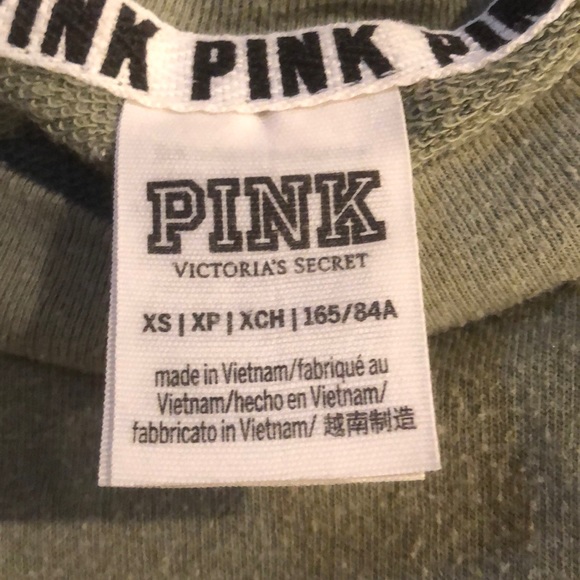 PINK PINK PINK
PINK
VICTORIA'S SECRET
XS | XP | XCH | 165/84A
made in Vietnam/fabriqué au
Vietnam/hecho en Vietnam/
fabbricato in Vietnam/ 越南制造